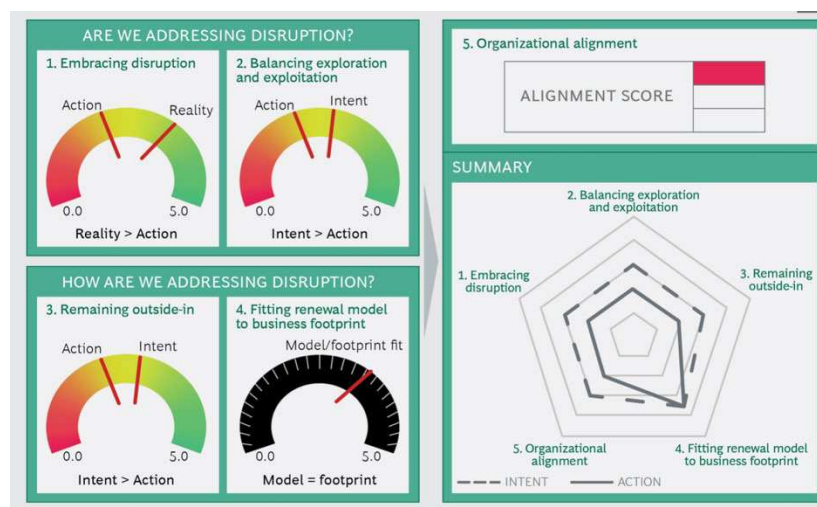 ARE WE ADDRESSING DISRUPTION?
1. Embracing disruption
Action
Reality
0.0
5.0
Reality > Action
2. Balancing exploration
and exploitation
Action
Intent
0.0
5.0
Intent > Action
HOW ARE WE ADDRESSING DISRUPTION?
3. Remaining outside-in
Action
Intent
0.0
5.0
Intent > Action
4. Fitting renewal model
to business footprint
Model/footprint fit
0.0
5.0
Model = footprint
5. Organizational alignment
ALIGNMENT SCORE
SUMMARY
2. Balancing exploration
and exploitation
1. Embracing
disruption
3. Remaining
outside-in
5. Organizational
alignment
4. Fitting renewal model
to business footprint
INTENT
ACTION